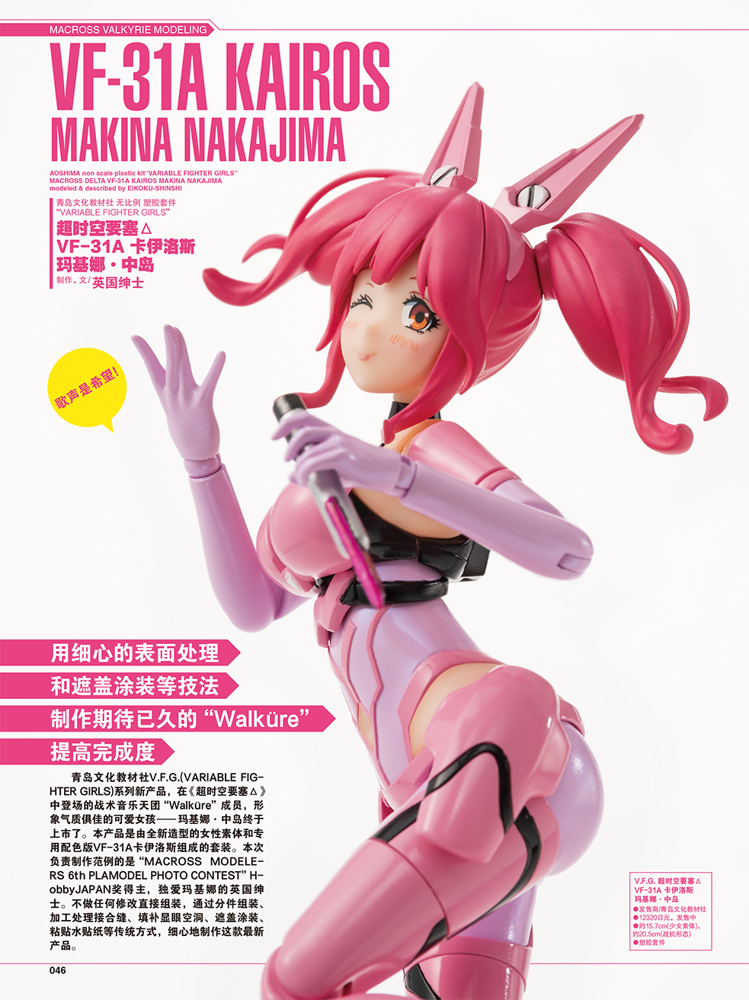 MACROSS VALKYRIE MODELING
VF-31A KAIROS
MAKINA NAKAJIMA
AOSHIMA non scale plastic kit“VARIABLE FIGHTER GIRLS”
MACROSS DELTA VF-31A KAIROS MAKINA NAKAJIMA
modeled & described by EIKOKU-SHINSHI
青岛文化教材社 无比例 塑胶套件
“VARIABLE FIGHTER GIRLS”
超时空要塞△
VF-31A 卡伊洛斯
玛基娜・中岛
制作、文/英国绅士
歌声是希望!
用细心的表面处理
和遮盖涂装等技法
制作期待已久的 “Walküre”
提高完成度
青岛文化教材社V.F.G.(VARIABLE FIG-
HTER GIRLS)系列新产品，在《超时空要塞△》
中登场的战术音乐天团 “Walküre” 成员，形
象气质俱佳的可爱女孩——玛基娜・中岛终于
上市了。本产品是由全新造型的女性素体和专
用配色版VF-31A卡伊洛斯组成的套装。本次
负责制作范例的是 “MACROSS MODELE-
RS 6th PLAMODEL PHOTO CONTEST” H-
obbyJAPAN奖得主，独爱玛基娜的英国绅
士。不做任何修改直接组装，通过分件组装、
加工处理接合缝、填补显眼空洞、遮盖涂装、
粘贴水贴纸等传统方式，细心地制作这款最新
产品。
V.F.G. 超时空要塞△
VF-31A 卡伊洛斯
玛基娜・中岛
●发售商/青岛文化教材社
●12320日元，发售中
●约15.7cm(少女素体)、
约20.5cm(战机形态)
●塑胶套件
046